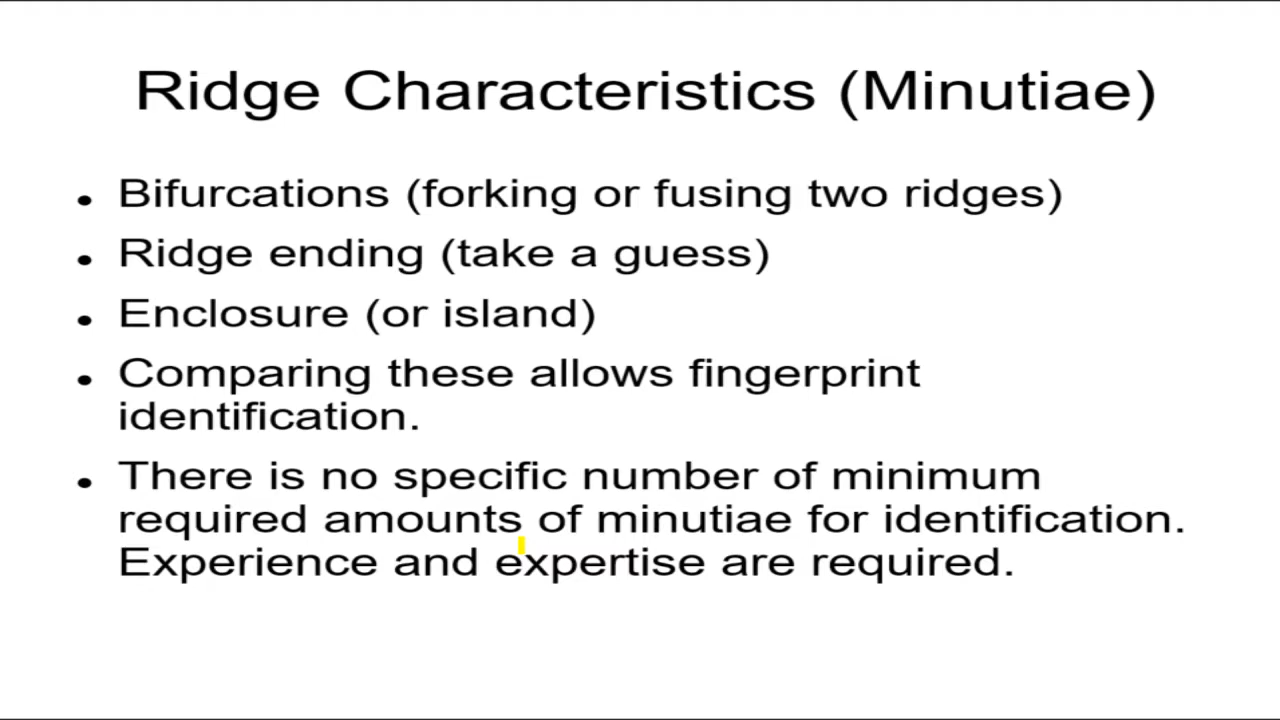 Ridge Characteristics (Minutiae)
• Bifurcations (forking or fusing two ridges)
• Ridge ending (take a guess)
• Enclosure (or island)
• Comparing these allows fingerprint
identification.
• There is no specific number of minimum
required amounts of minutiae for identification.
Experience and expertise are required.